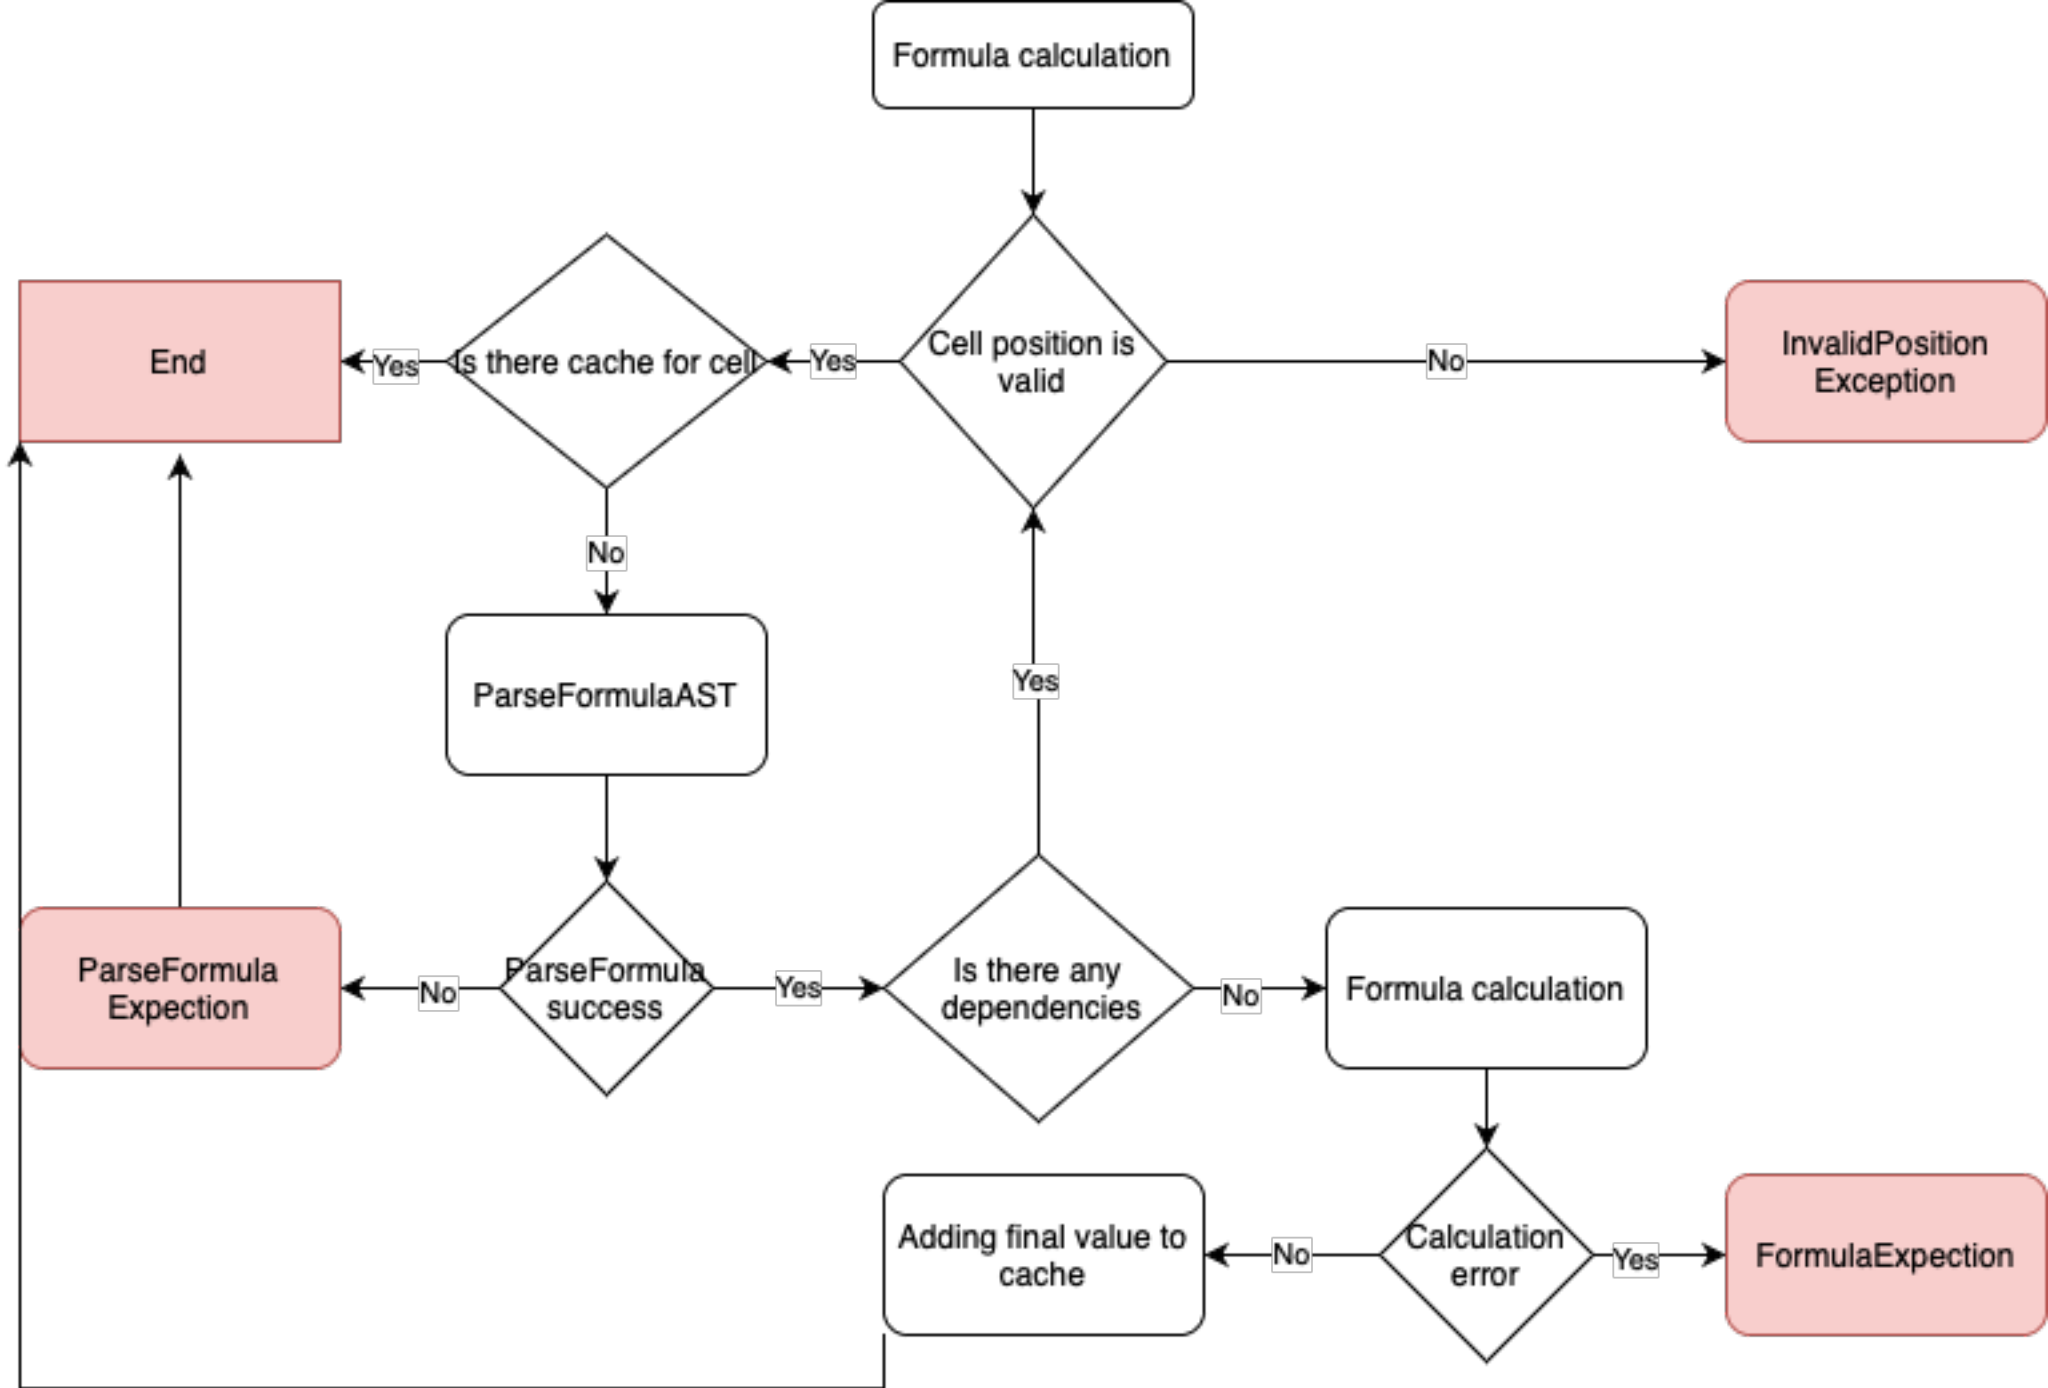 Formula calculation
End
Yes
Is there cache for cell
Yes
Cell position is
valid
No
InvalidPosition
Exception
No
Yes
ParseFormulaAST
ParseFormula
Expection
No
ParseFormula
success
Yes
Is there any
dependencies
No
Formula calculation
Adding final value to
cache
No
Calculation
error
Yes
FormulaExpection